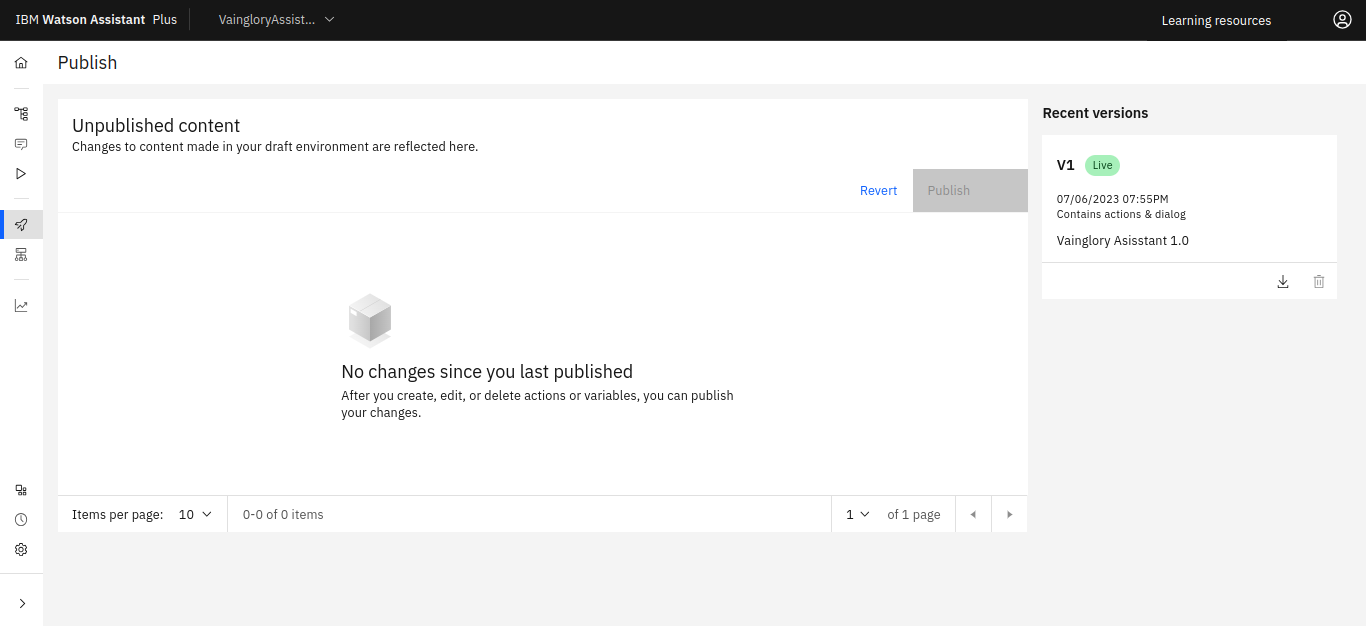 IBM Watson Assistant Plus
VaingloryAssist...
Learning resources
Publish
Unpublished content
Changes to content made in your draft environment are reflected here.
Revert
Publish
No changes since you last published
After you create, edit, or delete actions or variables, you can publish
your changes.
Items per page: 10
0-0 of 0 items
1
of 1 page
Recent versions
V1 Live
07/06/2023 07:55PM
Contains actions & dialog
Vainglory Asisstant 1.0